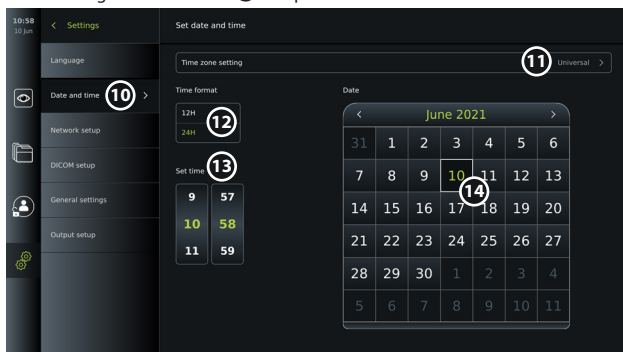 10:58
10 Jun
< Settings
Set date and time
Language
Time zone setting
11
Universal >
Date and time
10
>
Time format
Date
12H
24H
12
< June 2021 >
Network setup
31 1 2 3 4 5 6
DICOM setup
Set time
13
7 8 9 10 11 12 13
14
General settings
9 57
14 15 16 17 18 19 20
Output setup
10 58
21 22 23 24 25 26 27
11 59
28 29 30 1 2 3 4
5 6 7 8 9 10 11